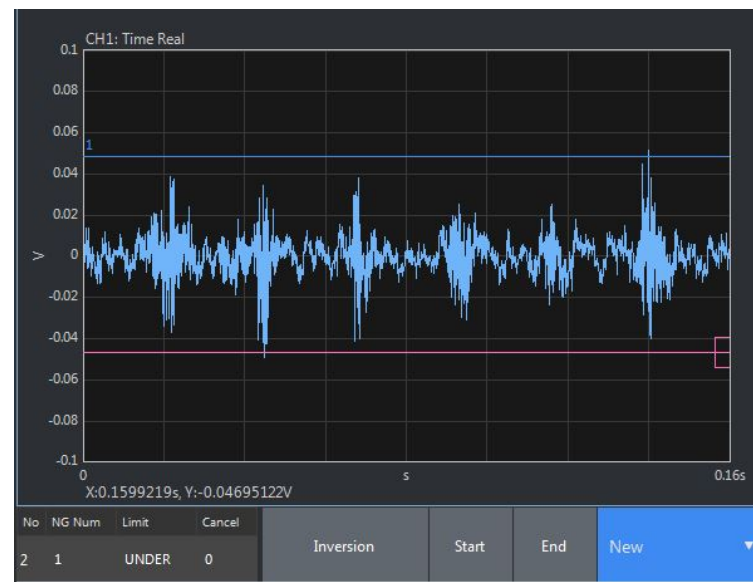 CH1: Time Real
0.1
0.08
0.06
1
0.04
0.02
V
0
-0.02
-0.04
-0.06
-0.08
-0.1
0 s 0.16s
X:0.1599219s, Y:-0.04695122V
No NG Num Limit Cancel
2 1 UNDER 0
Inversion Start End New